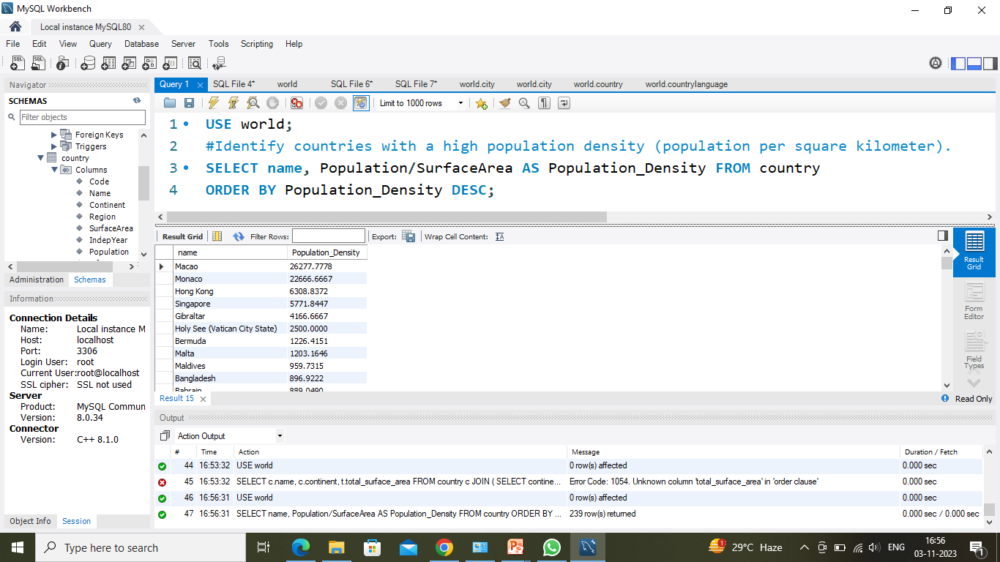 MySQL Workbench
Local instance MySQL80
File Edit View Query Database Server Tools Scripting Help
Navigator
SCHEMAS
Filter objects
Foreign Keys
Triggers
country
Columns
Code
Name
Continent
Region
SurfaceArea
IndepYear
Population
Administration Schemas
Information
Connection Details
Name: Local instance M
Host: localhost
Port: 3306
Login User: root
Current User:root@localhost
SSL cipher: SSL not used
Server
Product: MySQL Commun
Version: 8.0.34
Connector
Version: C++ 8.1.0
Object Info Session
Query 1 SQL File 4* world SQL File 6* SQL File 7* world.city world.city world.country world.countrylanguage
Limit to 1000 rows
1 USE world;
2 #Identify countries with a high population density (population per square kilometer).
3 SELECT name, Population/SurfaceArea AS Population_Density FROM country
4 ORDER BY Population_Density DESC;
Result Grid Filter Rows: Export: Wrap Cell Content:
name Population_Density
Macao 26277.7778
Monaco 22666.6667
Hong Kong 6308.8372
Singapore 5771.8447
Gibraltar 4166.6667
Holy See (Vatican City State) 2500.0000
Bermuda 1226.4151
Malta 1203.1646
Maldives 959.7315
Bangladesh 896.9222
Bahrain 889.0490
Result Grid
Form Editor
Field Types
Result 15
Read Only
Output
Action Output
# Time Action Message Duration / Fetch
44 16:53:32 USE world 0 row(s) affected 0.000 sec
45 16:53:32 SELECT c.name, c.continent, t.total_surface_area FROM country c JOIN ( SELECT contine... Error Code: 1054. Unknown column 'total_surface_area' in 'order clause' 0.000 sec
46 16:56:31 USE world 0 row(s) affected 0.000 sec
47 16:56:31 SELECT name, Population/SurfaceArea AS Population_Density FROM country ORDER BY ... 239 row(s) returned 0.000 sec / 0.000 sec
Type here to search
1
29°C Haze
ENG
16:56
03-11-2023
1